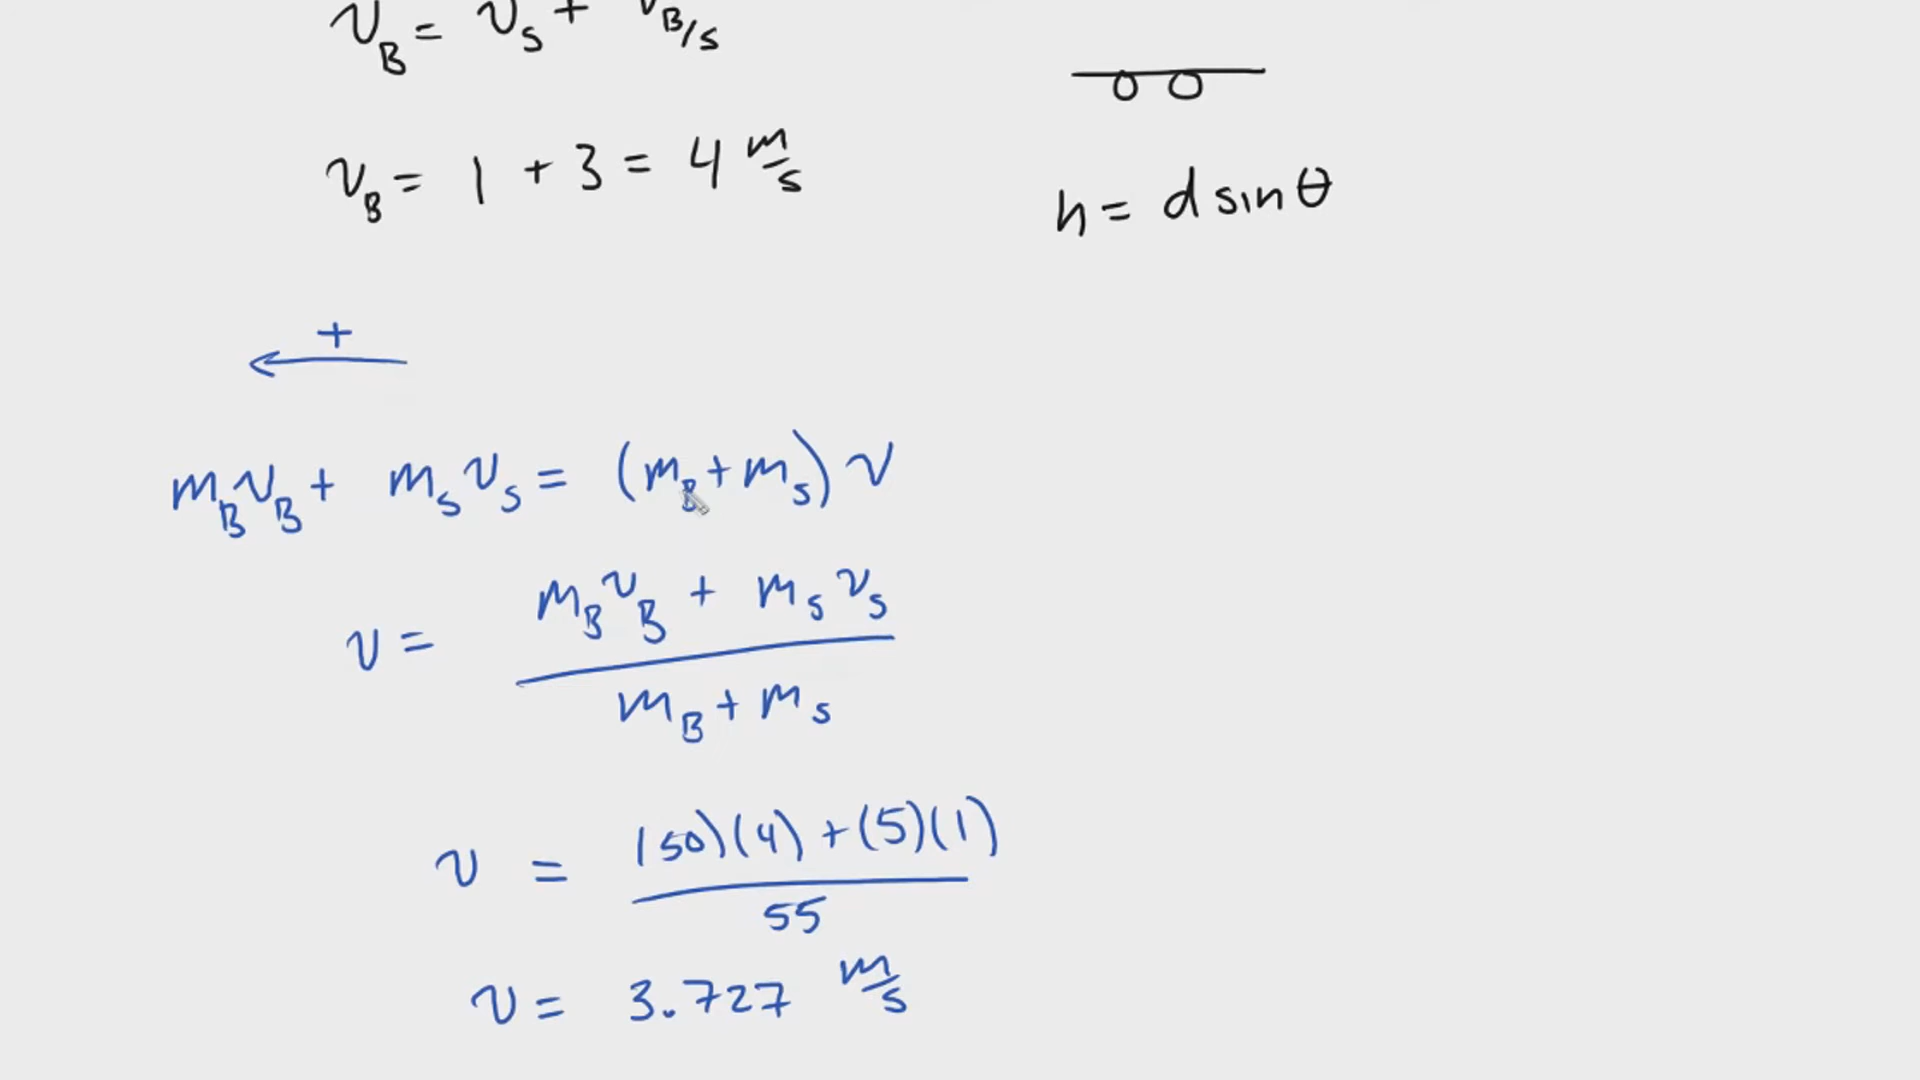 v_B = v_S + v_B/S
v_B = 1 + 3 = 4 m/s
h = d sin θ
+
m_B v_B + m_S v_S = (m_B + m_S) v
v = (m_B v_B + m_S v_S) / (m_B + m_S)
v = (50)(4) + (5)(1) / 55
v = 3.727 m/s